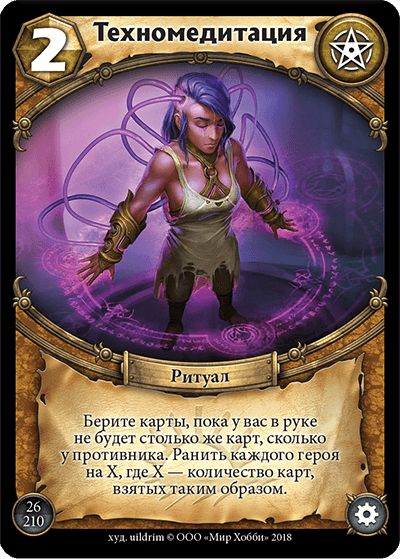 2
Техномедитация
Ритуал
Берите карты, пока у вас в руке
не будет столько же карт, сколько
у противника. Ранить каждого героя
на X, где X — количество карт,
взятых таким образом.
26
210
худ. uildrim © ООО «Мир Хобби» 2018